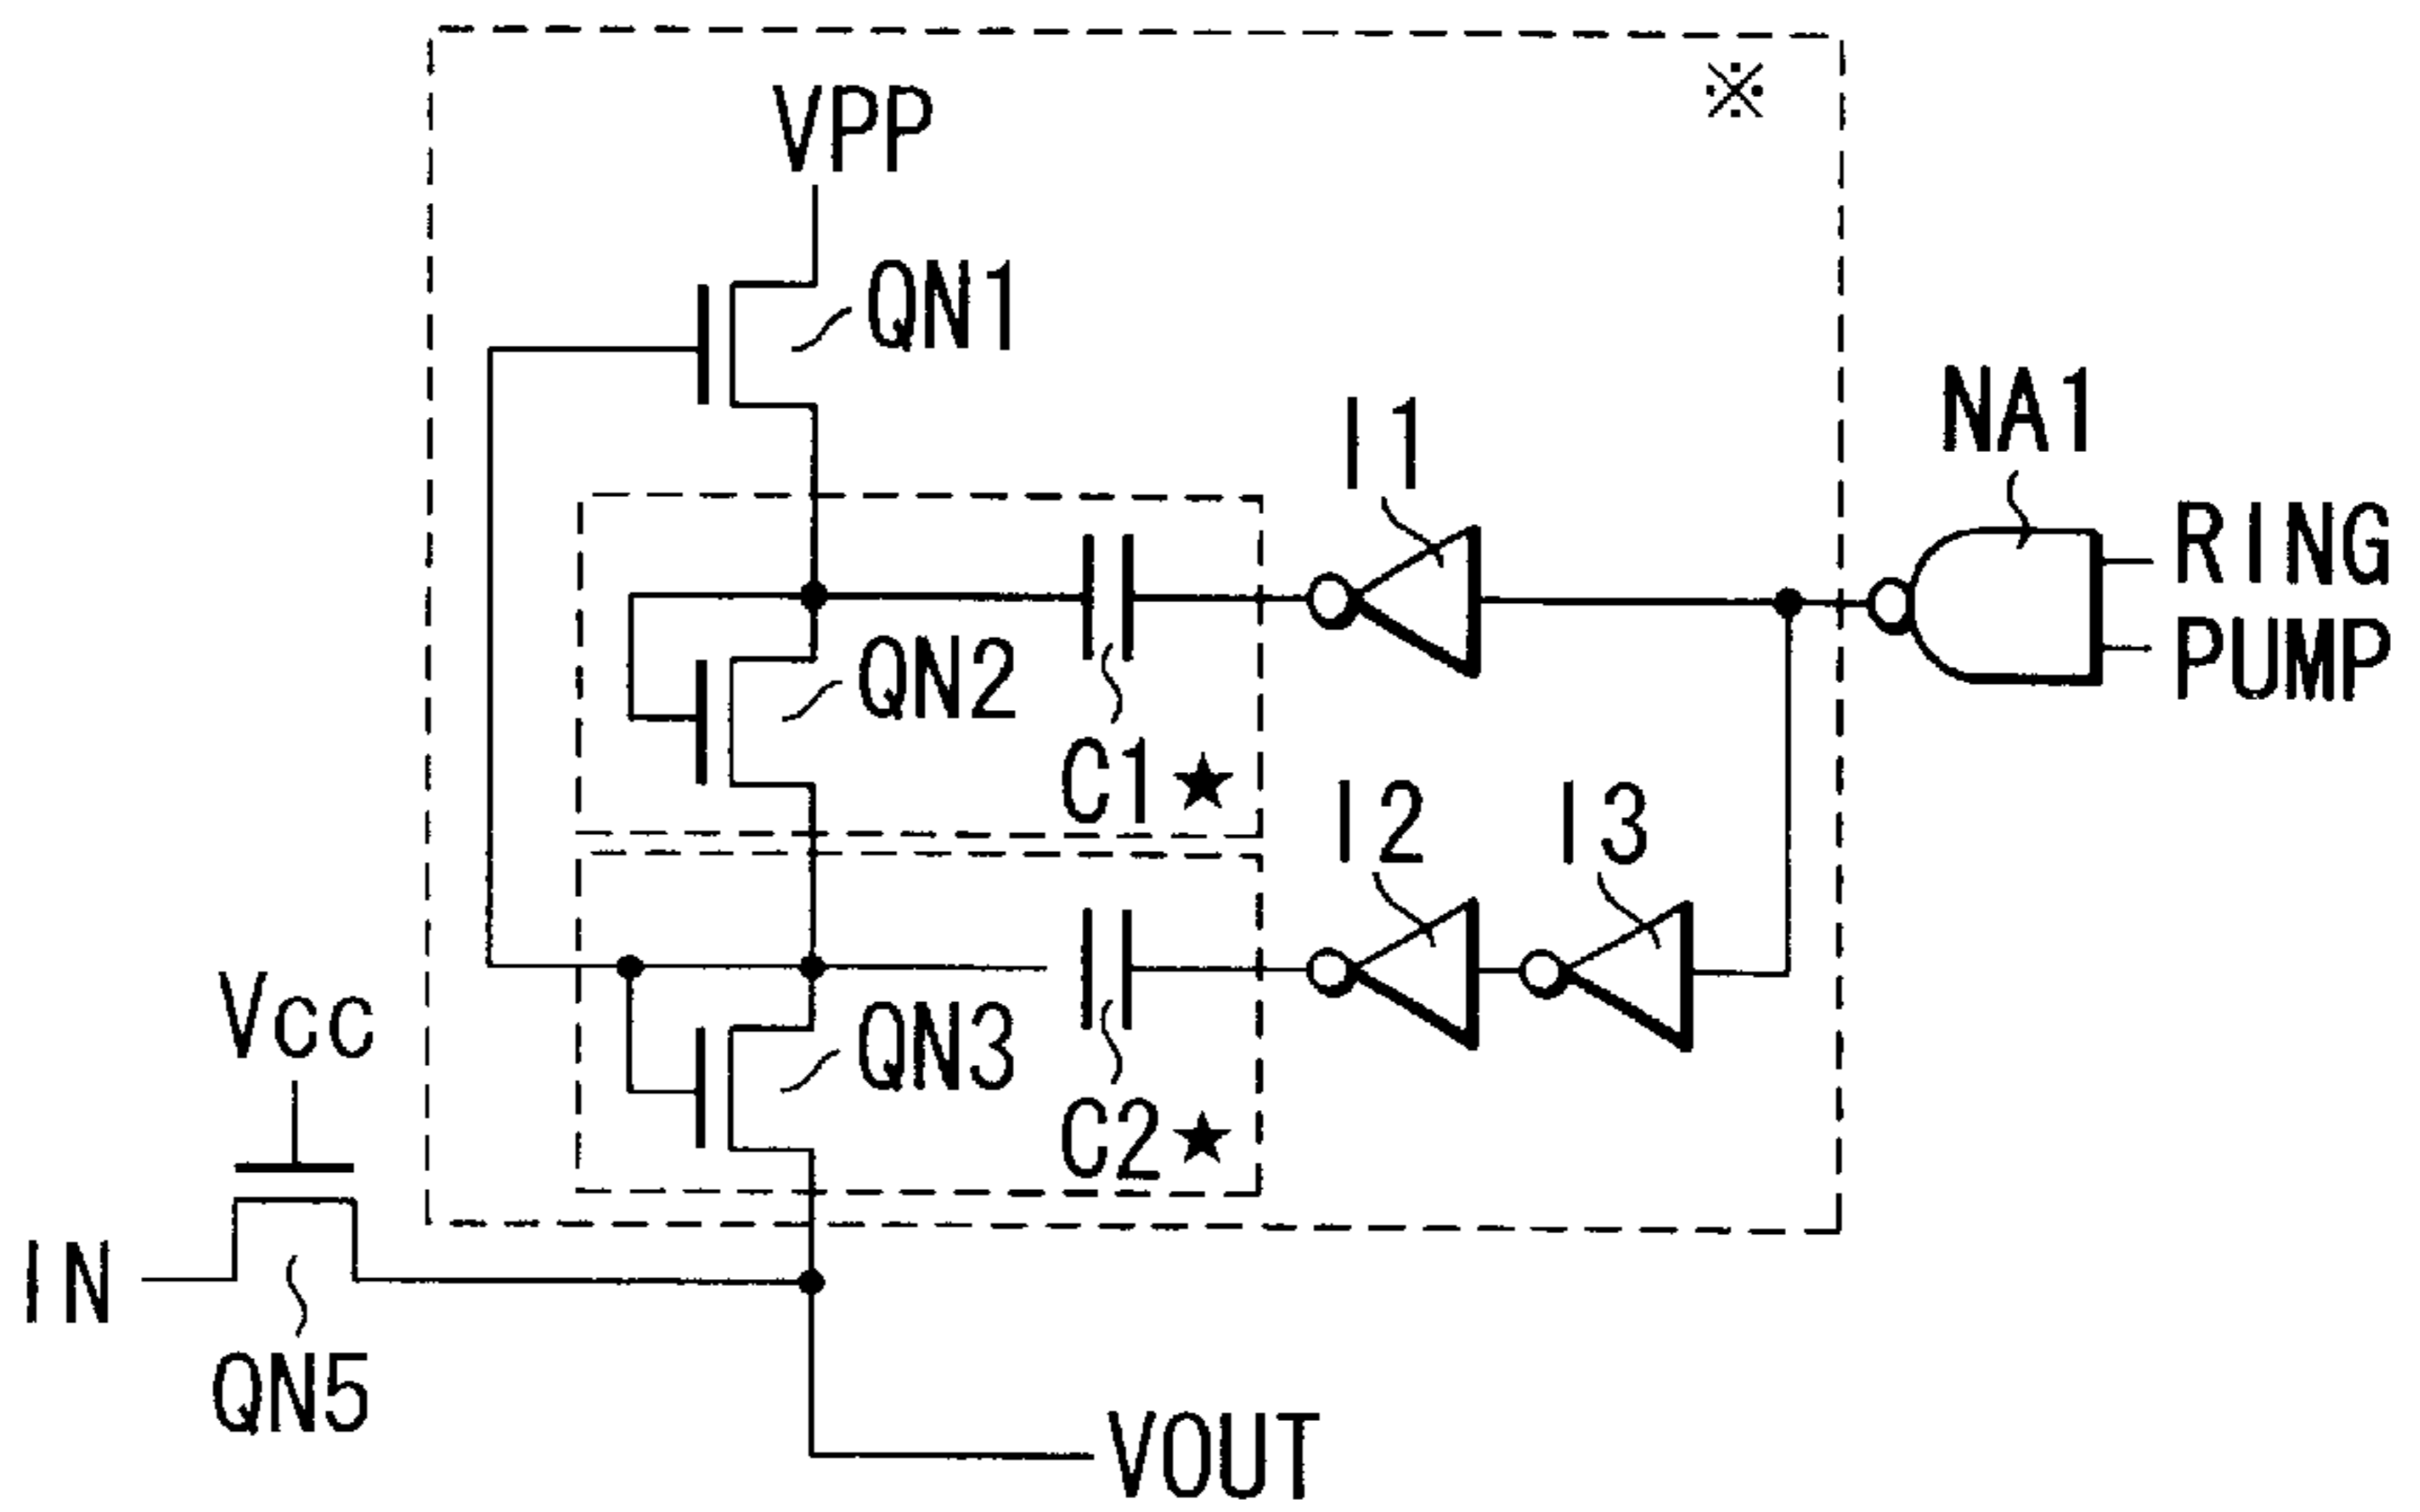 ※
VPP
QN1
I1
NA1
RING
PUMP
QN2
C1★
I2
I3
Vcc
QN3
C2★
IN
QN5
VOUT